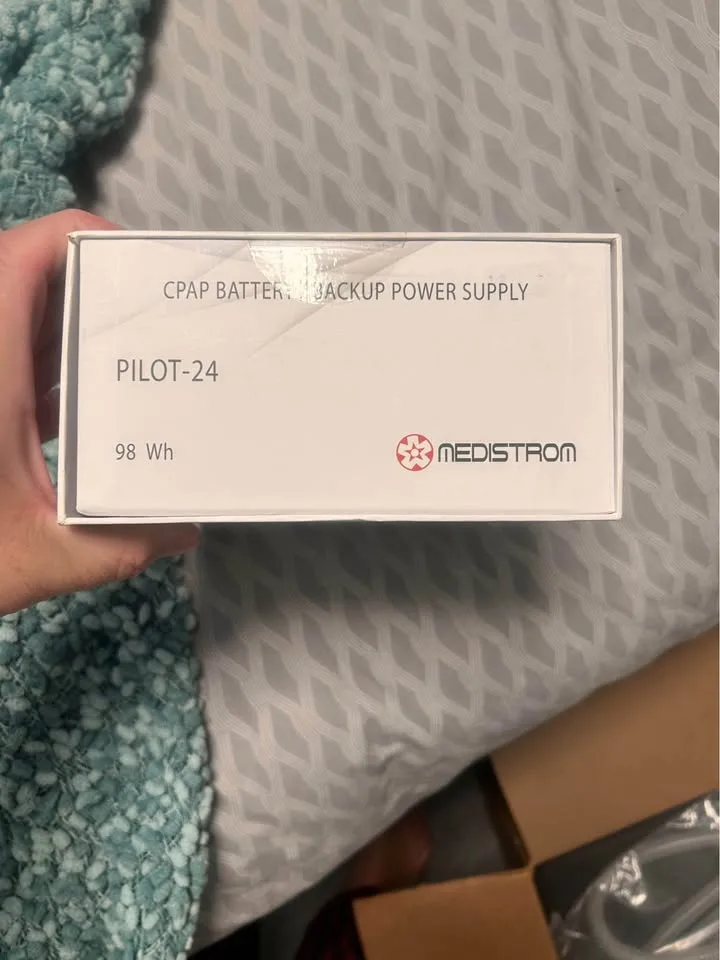 CPAP BATTERY BACKUP POWER SUPPLY
PILOT-24
98 Wh
MEDISTROM